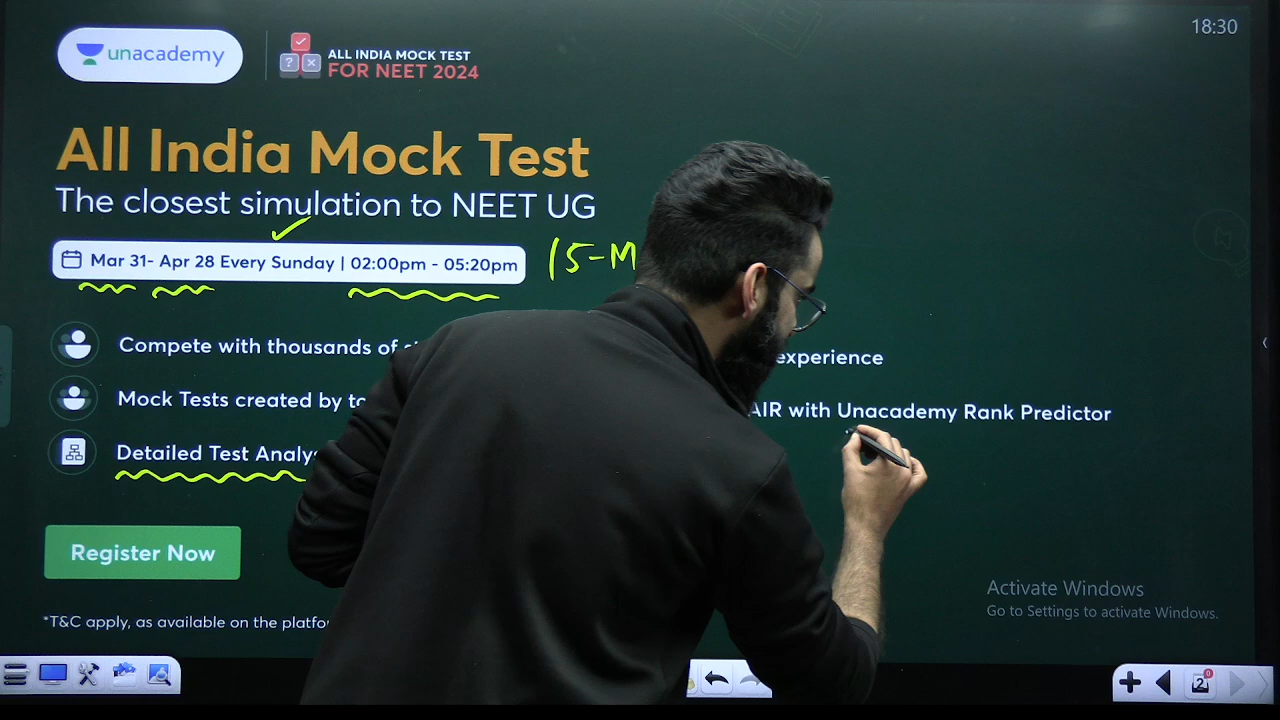 18:30
unacademy
ALL INDIA MOCK TEST
FOR NEET 2024
All India Mock Test
The closest simulation to NEET UG
Mar 31- Apr 28 Every Sunday | 02:00pm - 05:20pm
15-M
Compete with thousands of
experience
Mock Tests created by
AIR with Unacademy Rank Predictor
Detailed Test
Register Now
*T&C apply, as available on the
Activate Windows
Go to Settings to activate Windows.
2